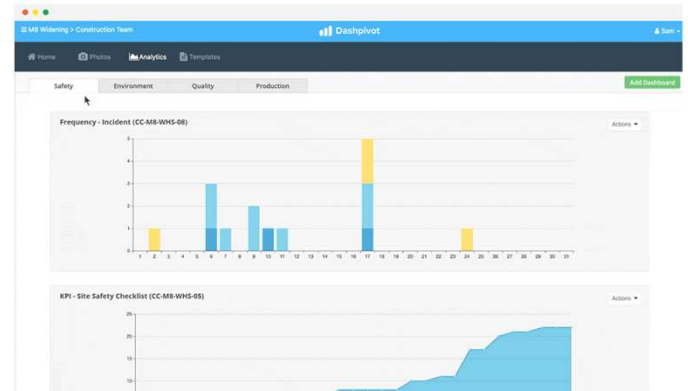 M8 Widening > Construction Team
Dashpivot
Sam
Home
Photos
Analytics
Templates
Safety
Environment
Quality
Production
Add Dashboard
Frequency - Incident (CC-M8-WHS-08)
Actions
5
4
3
2
1
0
1 2 3 4 5 6 7 8 9 10 11 12 13 14 15 16 17 18 19 20 21 22 23 24 25 26 27 28 29 30 31
KPI - Site Safety Checklist (CC-M8-WHS-05)
Actions
25
20
15
10